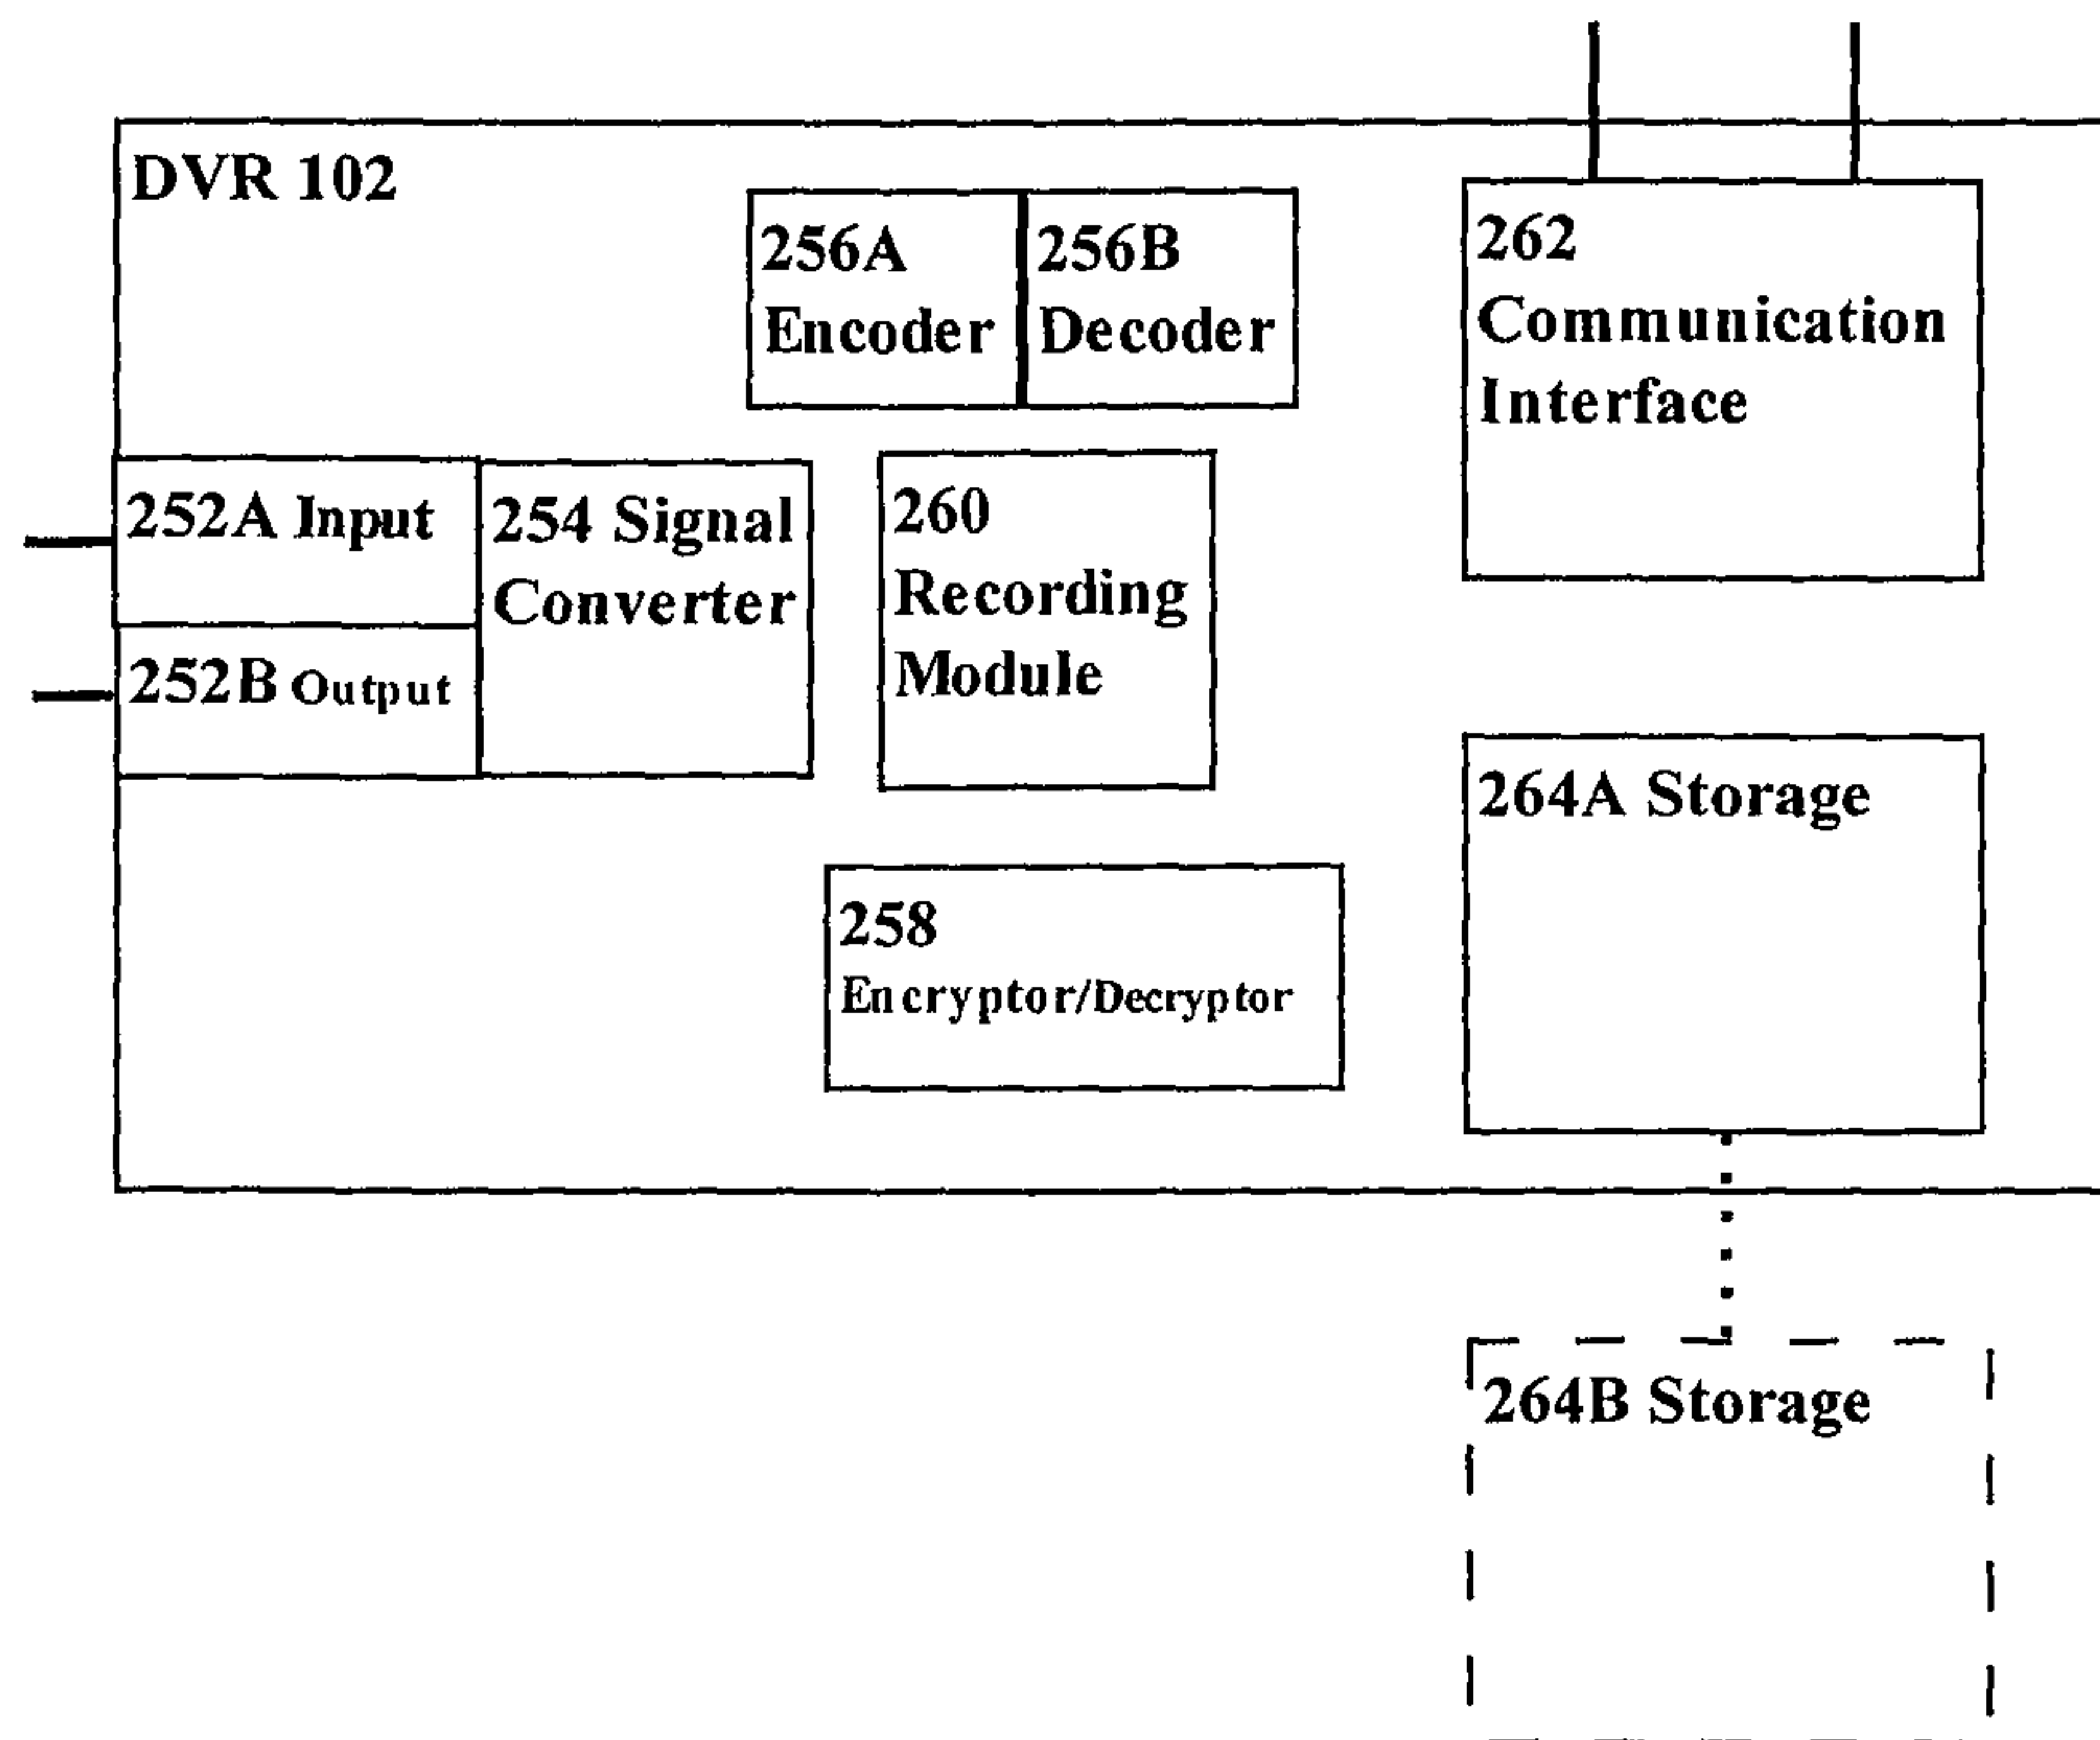 DVR 102
256A
Encoder
256B
Decoder
262
Communication
Interface
252A Input
252B Output
254 Signal
Converter
260
Recording
Module
264A Storage
258
Encryptor/Decryptor
264B Storage